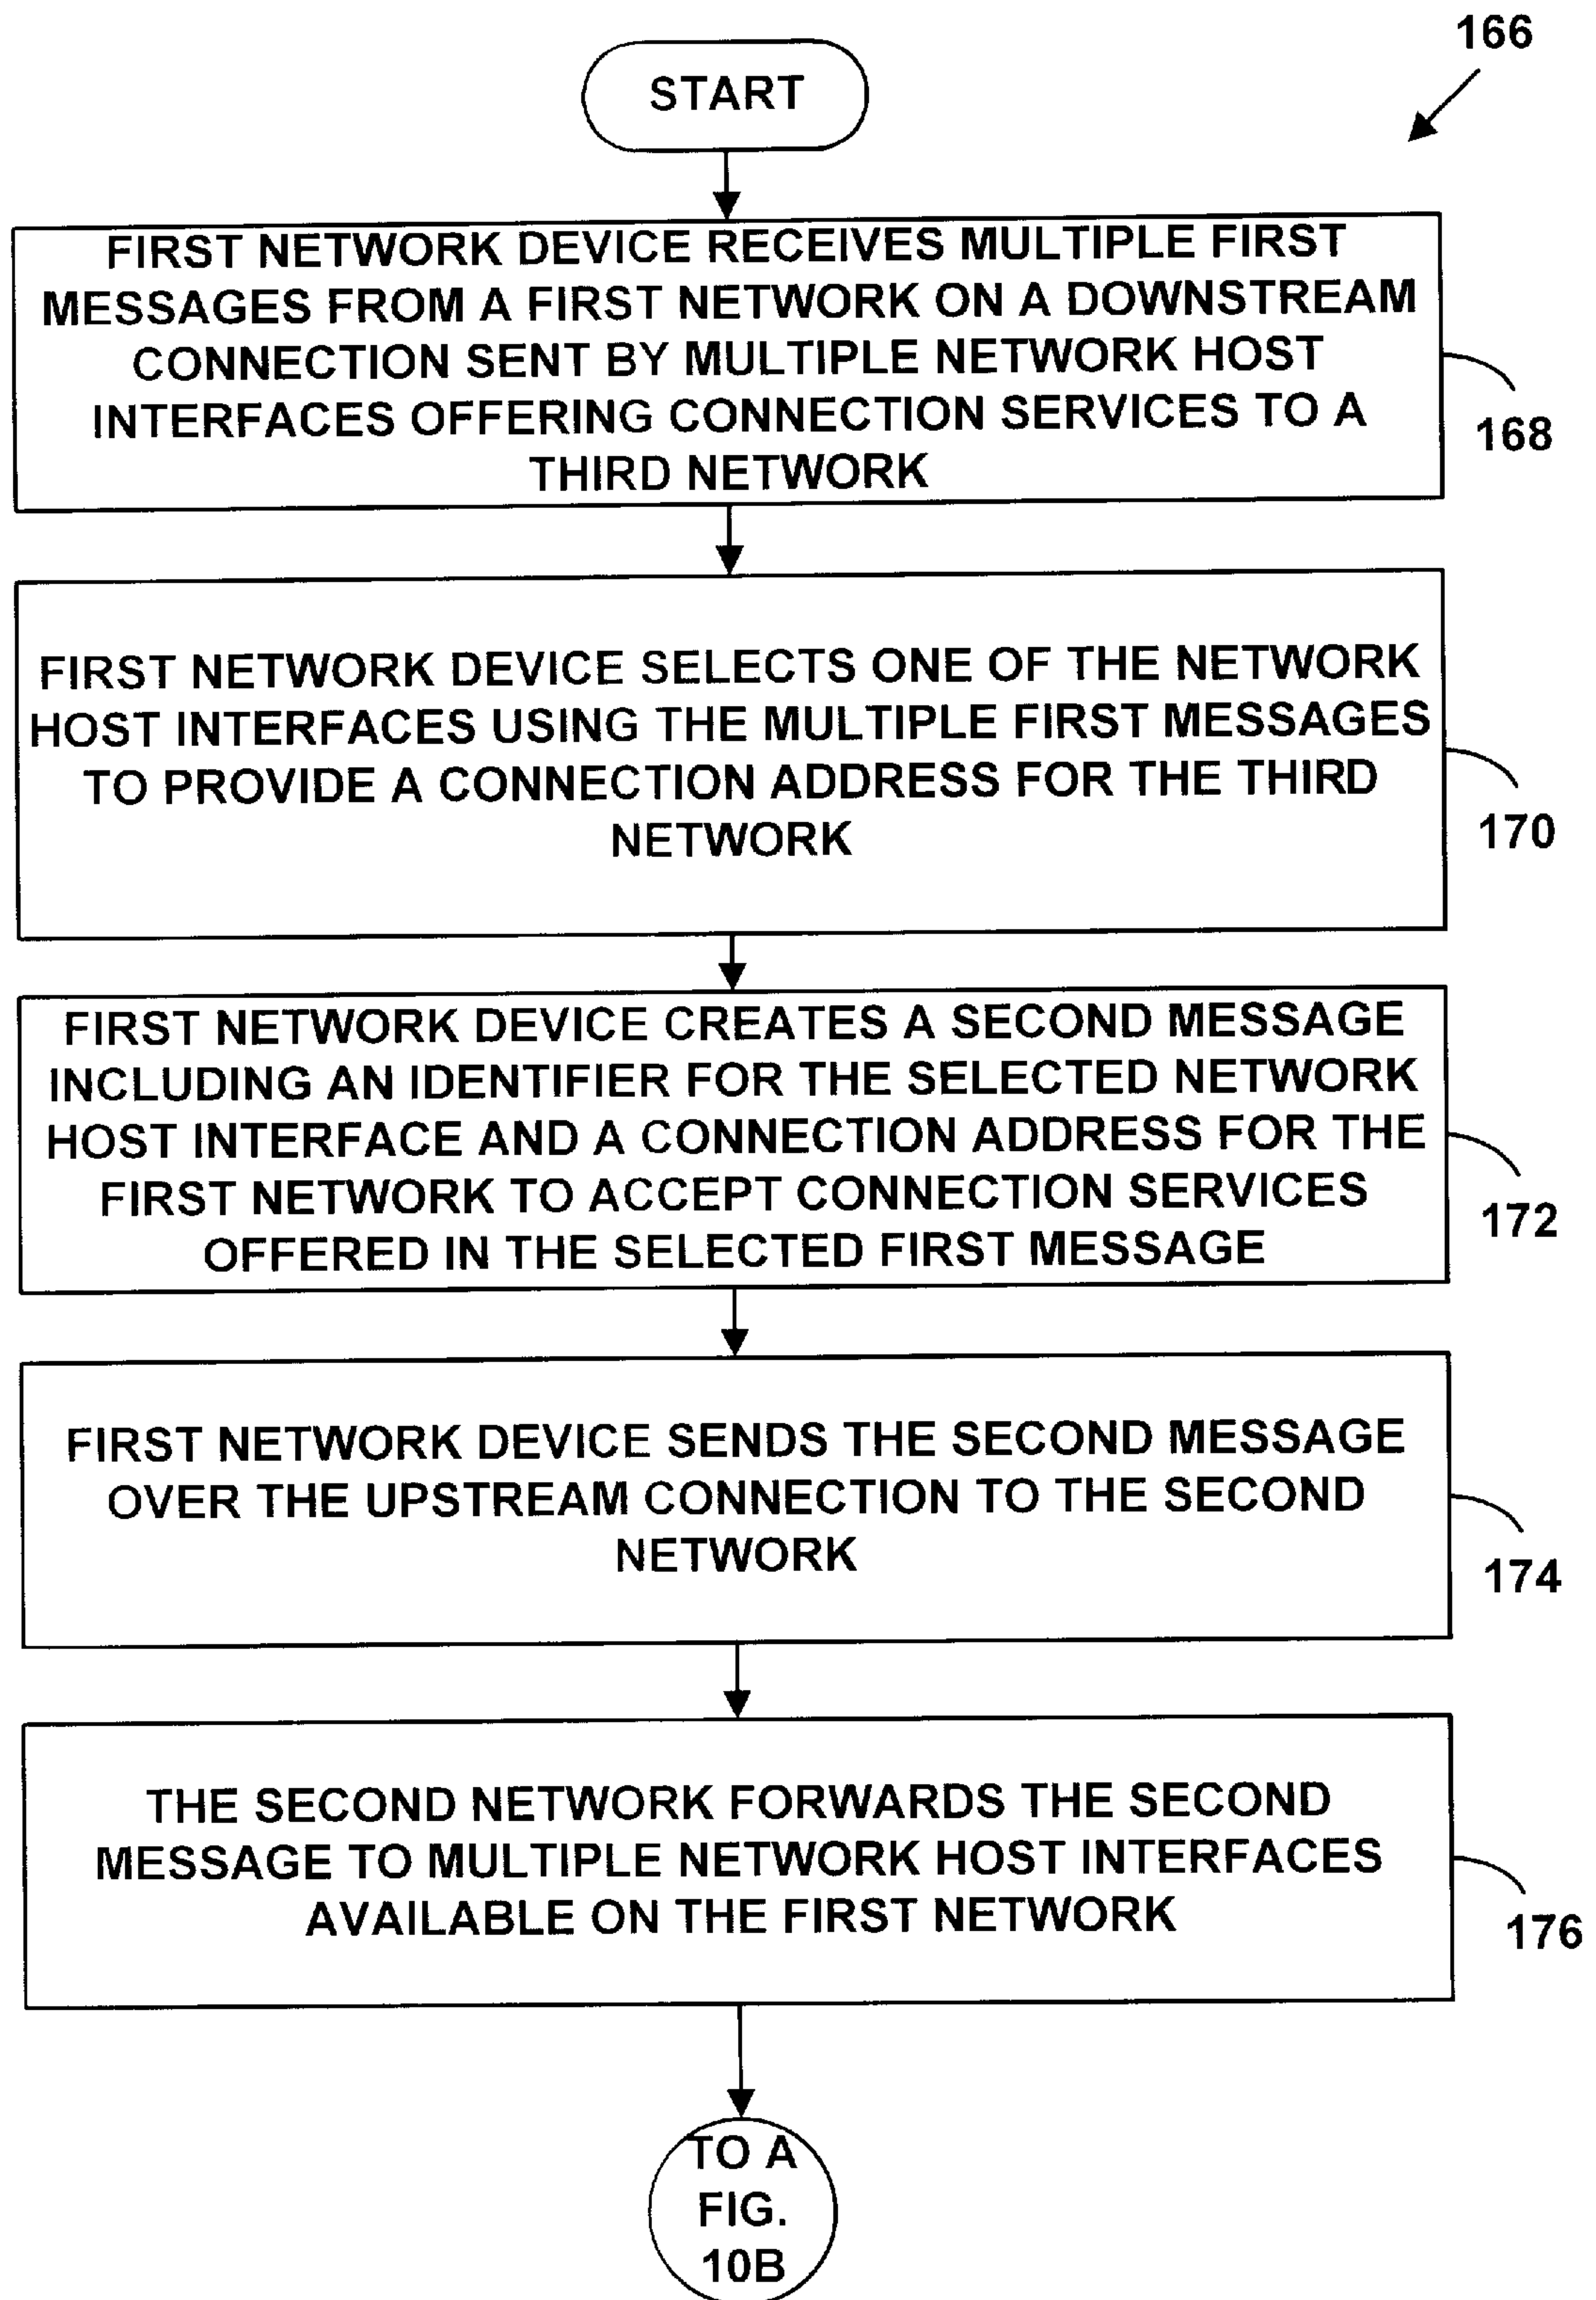 166
START
FIRST NETWORK DEVICE RECEIVES MULTIPLE FIRST
MESSAGES FROM A FIRST NETWORK ON A DOWNSTREAM
CONNECTION SENT BY MULTIPLE NETWORK HOST
INTERFACES OFFERING CONNECTION SERVICES TO A
THIRD NETWORK
168
FIRST NETWORK DEVICE SELECTS ONE OF THE NETWORK
HOST INTERFACES USING THE MULTIPLE FIRST MESSAGES
TO PROVIDE A CONNECTION ADDRESS FOR THE THIRD
NETWORK
170
FIRST NETWORK DEVICE CREATES A SECOND MESSAGE
INCLUDING AN IDENTIFIER FOR THE SELECTED NETWORK
HOST INTERFACE AND A CONNECTION ADDRESS FOR THE
FIRST NETWORK TO ACCEPT CONNECTION SERVICES
OFFERED IN THE SELECTED FIRST MESSAGE
172
FIRST NETWORK DEVICE SENDS THE SECOND MESSAGE
OVER THE UPSTREAM CONNECTION TO THE SECOND
NETWORK
174
THE SECOND NETWORK FORWARDS THE SECOND
MESSAGE TO MULTIPLE NETWORK HOST INTERFACES
AVAILABLE ON THE FIRST NETWORK
176
TO A
FIG.
10B